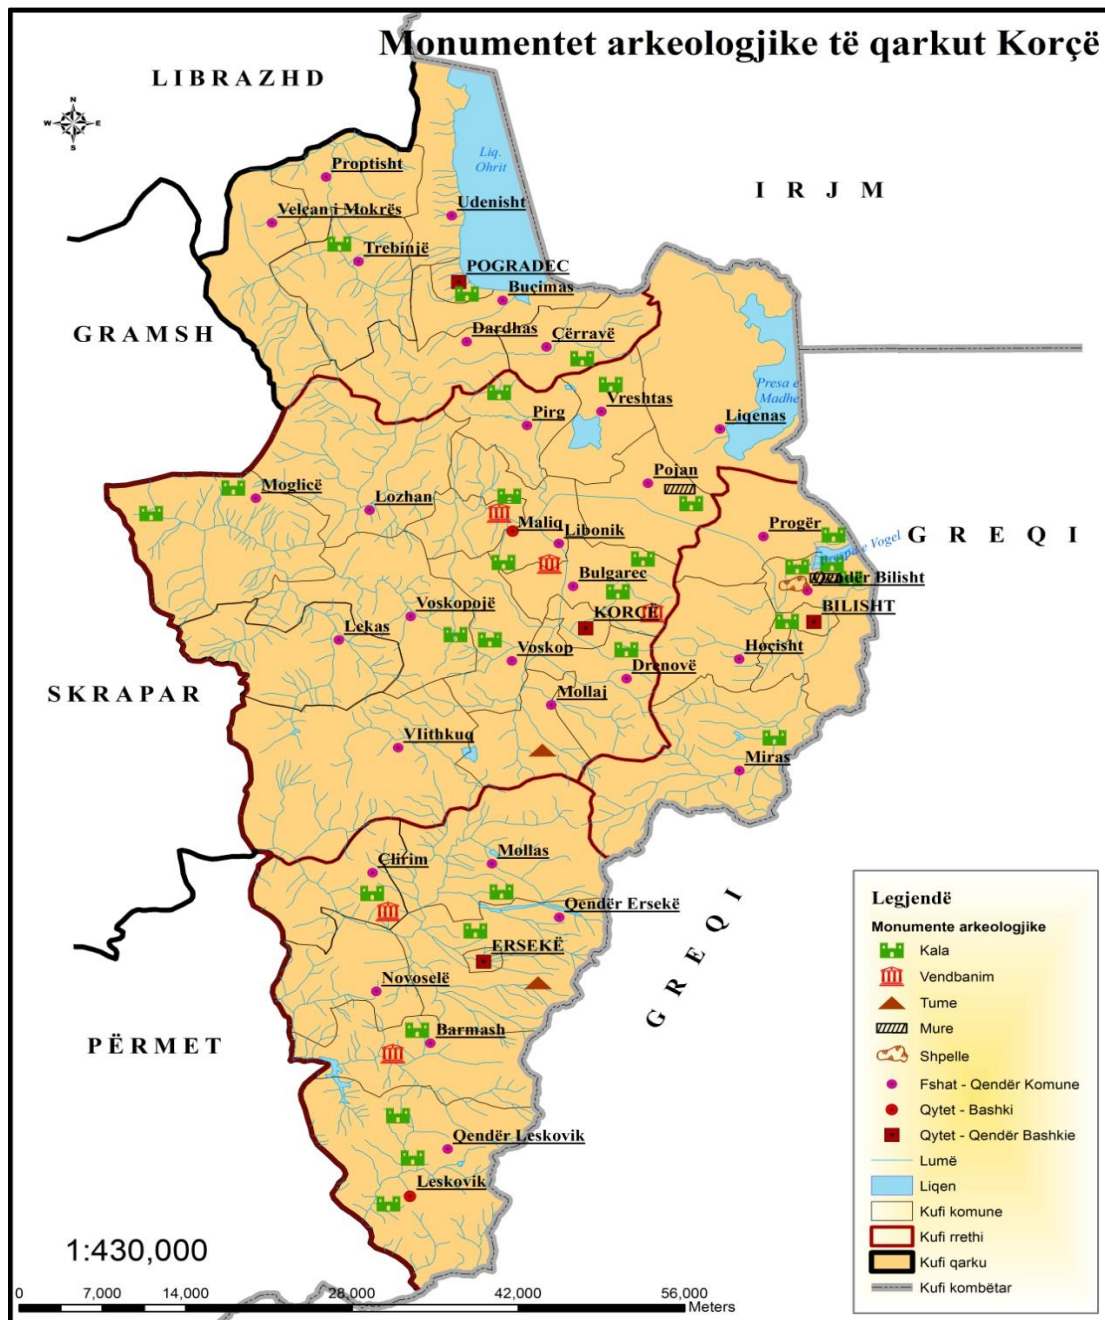 Monumentet arkeologjike të qarkut Korçë
LIBRAZHD
N
W E
S
Liq.
Ohrit
Proptisht
I R J M
Velçan i Mokrës
Udenisht
Trebinjë
POGRADEC
Buçimas
GRAMSH
Dardhas
Çërravë
Presa e
Madhe
Vreshtas
Pirg
Liqenas
Pojan
Moglicë
Lozhan
Maliq
Libonik
Progër
G R E Q I
Vogel
Qendër Bilisht
Bulgarec
Voskopojë
KORÇË
BILISHT
Lekas
Voskop
Hoçisht
Drenovë
SKRAPAR
Mollaj
Vlithkuq
Miras
Clirim
Mollas
G R E Q I
Qendër Ersekë
ERSEKË
Novoselë
Barmash
PËRMET
Qendër Leskovik
Leskovik
Legjendë
Monumente arkeologjike
Kala
Vendbanim
Tume
Mure
Shpelle
Fshat - Qendër Komune
Qytet - Bashki
Qytet - Qendër Bashkie
Lumë
Liqen
Kufi komune
Kufi rrethi
Kufi qarku
Kufi kombëtar
1:430,000
0 7,000 14,000 28,000 42,000 56,000
Meters